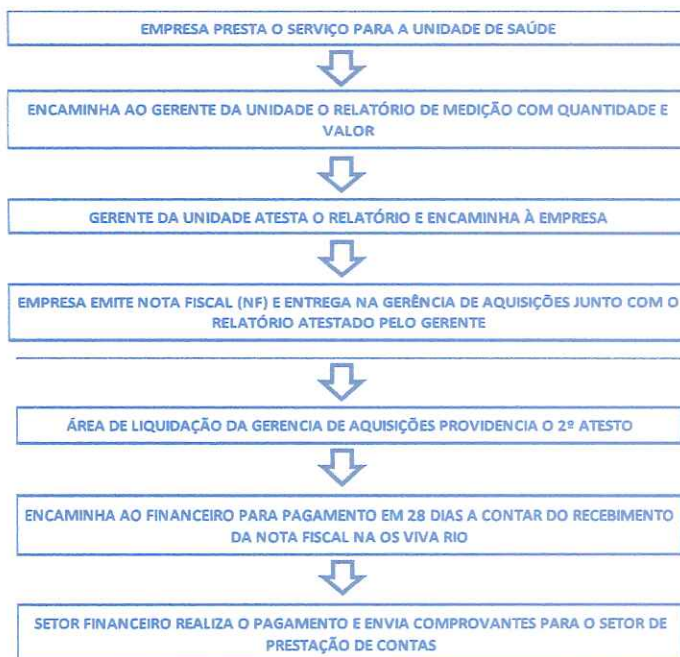 EMPRESA PRESTA O SERVIÇO PARA A UNIDADE DE SAÚDE
ENCAMINHA AO GERENTE DA UNIDADE O RELATÓRIO DE MEDIÇÃO COM QUANTIDADE E
VALOR
GERENTE DA UNIDADE ATESTA O RELATÓRIO E ENCAMINHA À EMPRESA
EMPRESA EMITE NOTA FISCAL (NF) E ENTREGA NA GERÊNCIA DE AQUISIÇÕES JUNTO COM O
RELATÓRIO ATESTADO PELO GERENTE
ÁREA DE LIQUIDAÇÃO DA GERENCIA DE AQUISIÇÕES PROVIDENCIA O 2º ATESTO
ENCAMINHA AO FINANCEIRO PARA PAGAMENTO EM 28 DIAS A CONTAR DO RECEBIMENTO
DA NOTA FISCAL NA OS VIVA RIO
SETOR FINANCEIRO REALIZA O PAGAMENTO E ENVIA COMPROVANTES PARA O SETOR DE
PRESTAÇÃO DE CONTAS